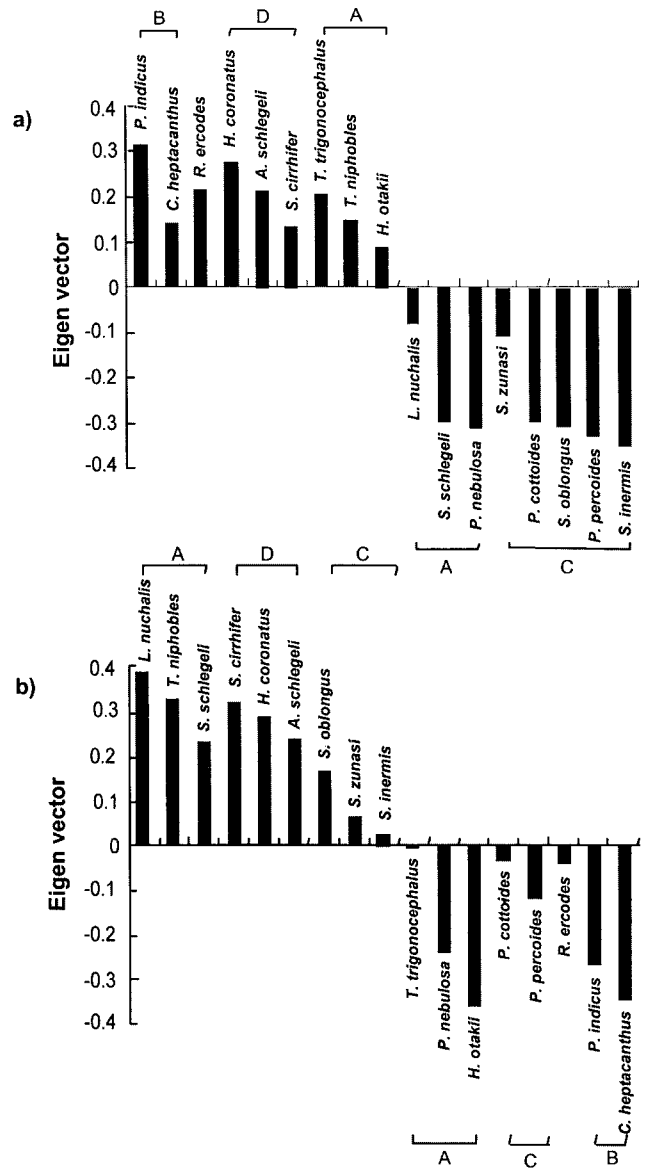 B D A
a)
P. indicus
C. heptacanthus
R. ercodes
H. coronatus
A. schlegeli
S. cirrhifer
T. trigonocephalus
T. niphobles
H. otakii
0.4
0.3
0.2
0.1
0
-0.1
-0.2
-0.3
-0.4
Eigen vector
L. nuchalis
S. schlegeli
P. nebulosa
S. zunasi
P. cottoides
S. oblongus
P. percoides
S. inermis
A C
A D C
b)
L. nuchalis
T. niphobles
S. schlegeli
S. cirrhifer
H. coronatus
A. schlegeli
S. oblongus
S. zunasi
S. inermis
0.4
0.3
0.2
0.1
0
-0.1
-0.2
-0.3
-0.4
Eigen vector
T. trigonocephalus
P. nebulosa
H. otakii
P. cottoides
P. percoides
R. ercodes
P. indicus
C. heptacanthus
A C B